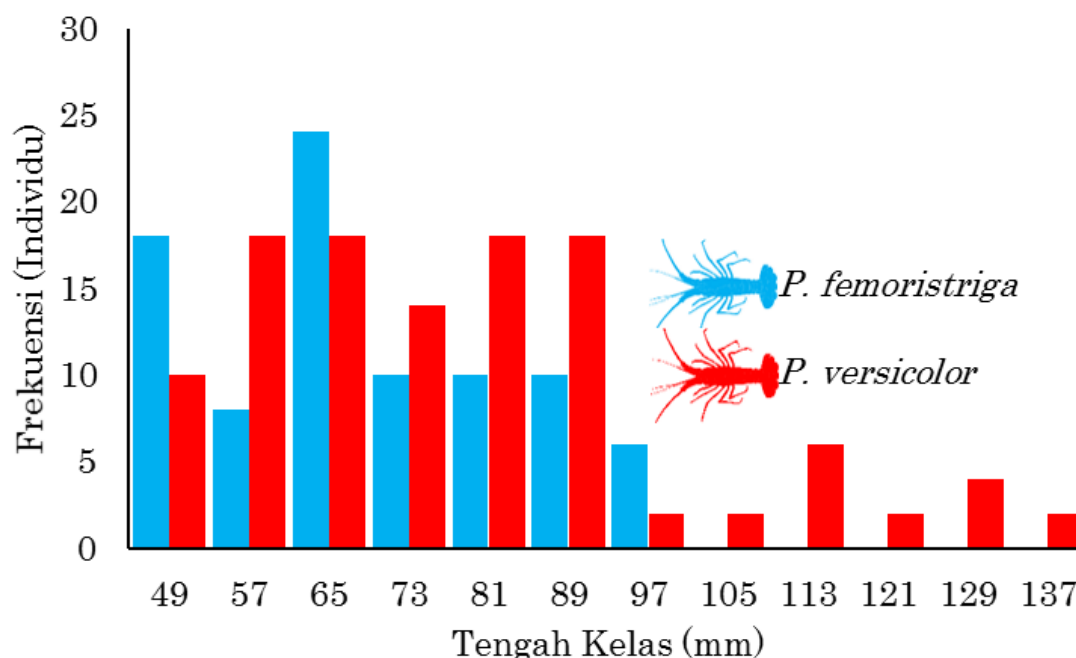 30
25
20
15
10
5
0
Frekuensi (Individu)
P. femoristriga
P. versicolor
49 57 65 73 81 89 97 105 113 121 129 137
Tengah Kelas (mm)